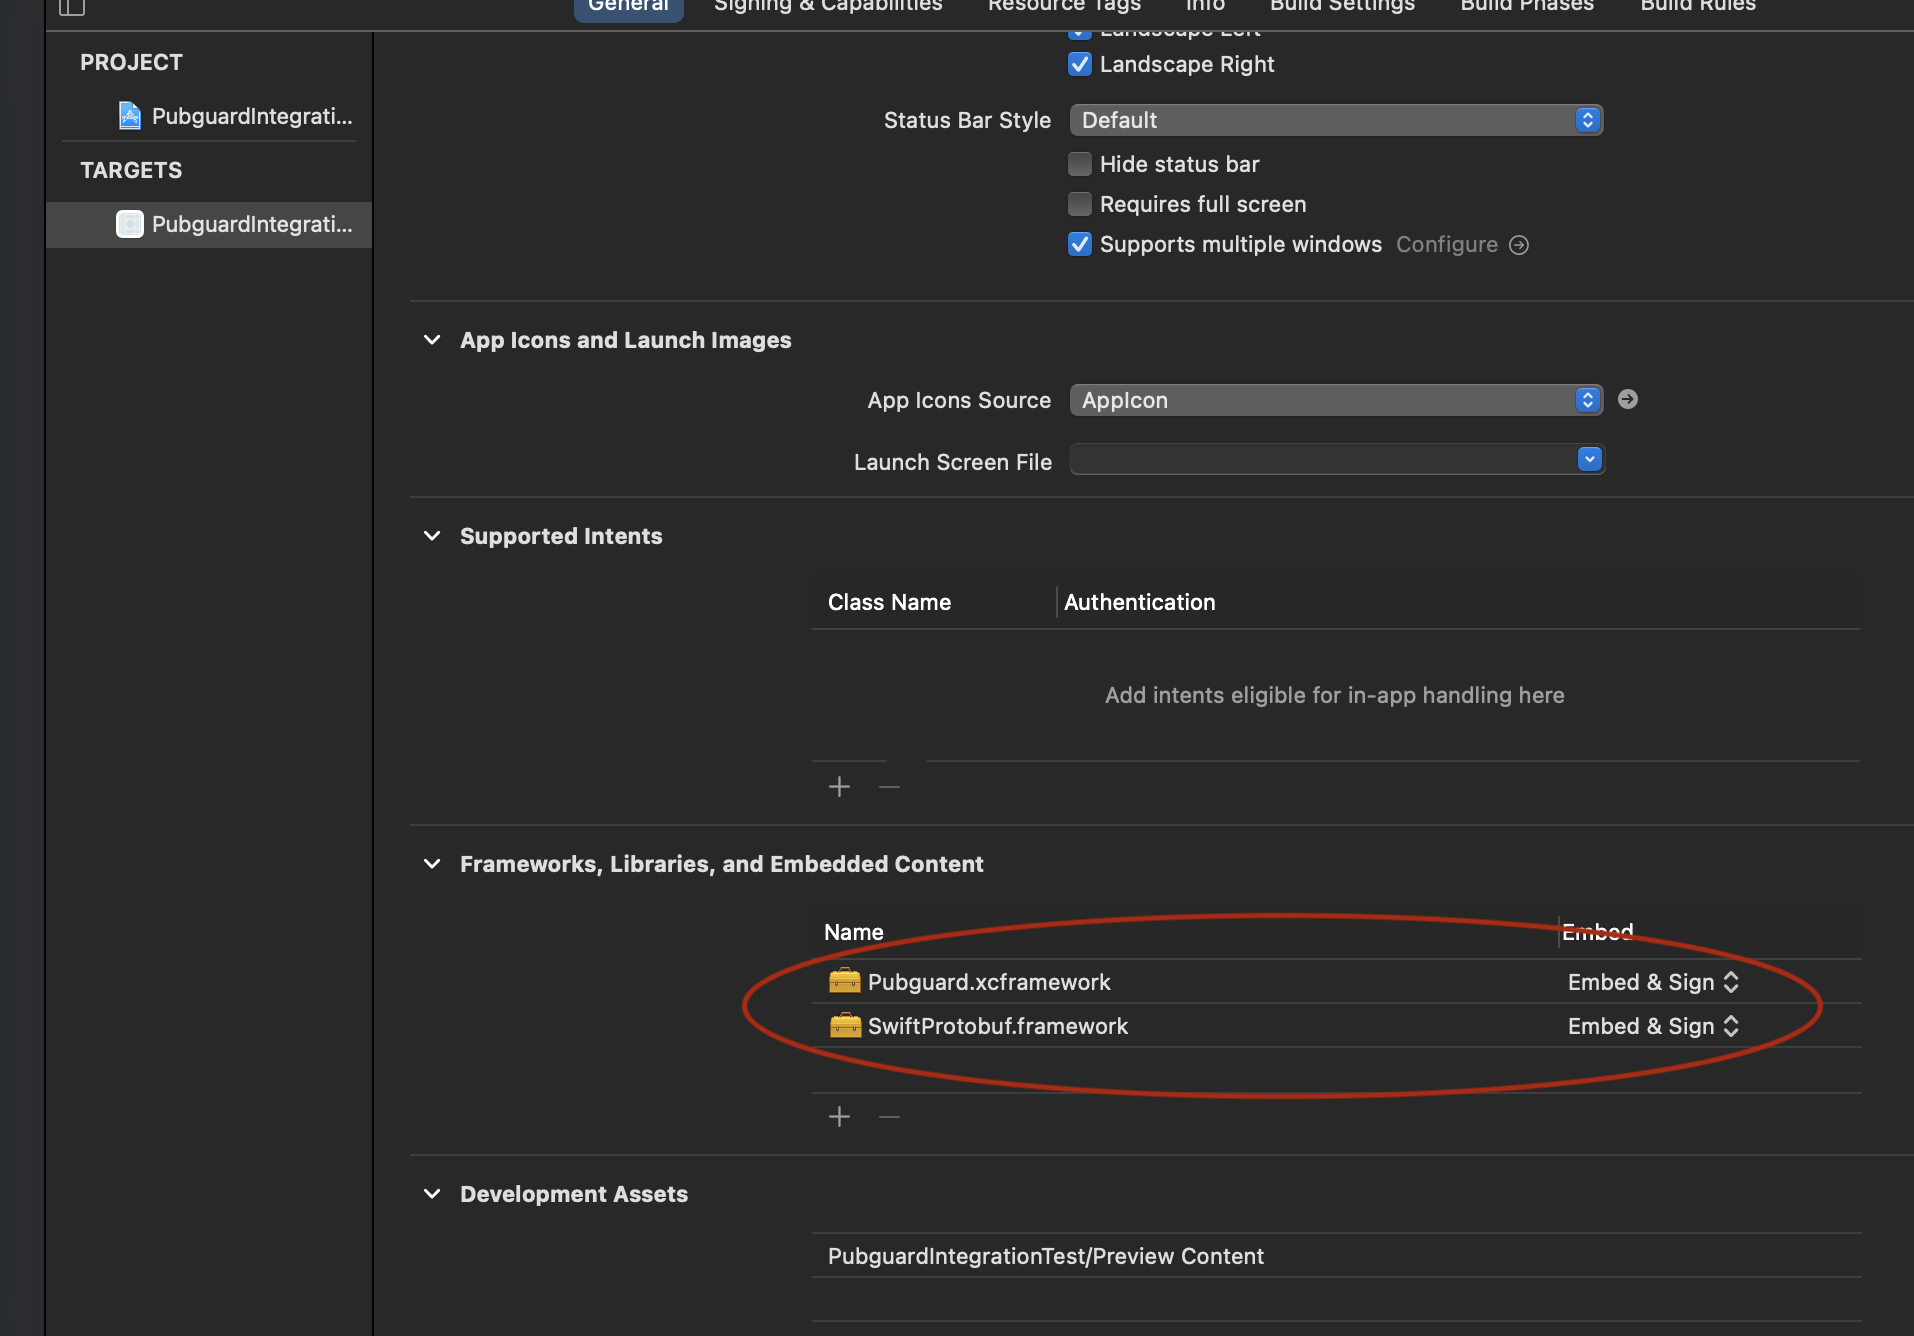 General Signing & Capabilities Resource Tags Info Build Settings Build Phases Build Rules
PROJECT
PubguardIntegrati...
TARGETS
PubguardIntegrati...
Landscape Left
Landscape Right
Status Bar Style Default
Hide status bar
Requires full screen
Supports multiple windows Configure
App Icons and Launch Images
App Icons Source AppIcon
Launch Screen File
Supported Intents
Class Name Authentication
Add intents eligible for in-app handling here
Frameworks, Libraries, and Embedded Content
Name Embed
Pubguard.xcframework Embed & Sign
SwiftProtobuf.framework Embed & Sign
Development Assets
PubguardIntegrationTest/Preview Content